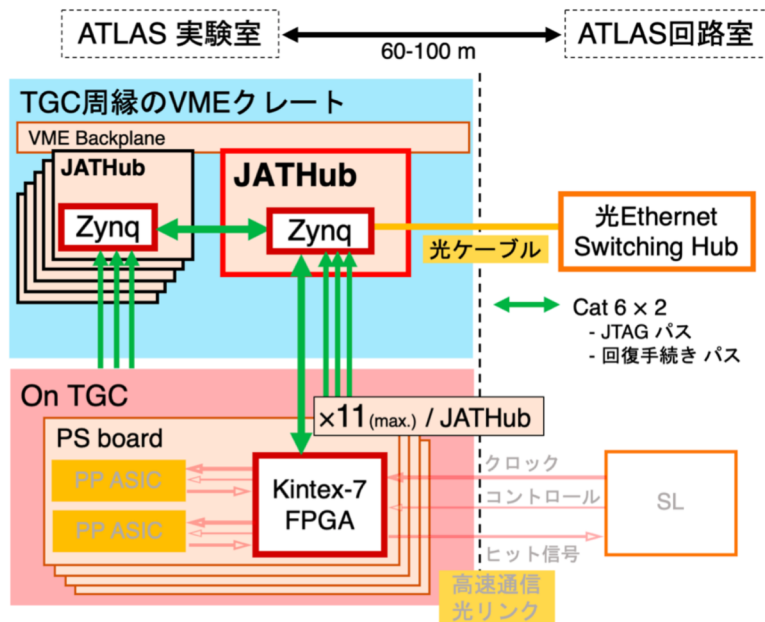 ATLAS 実験室
60-100 m
ATLAS回路室
TGC周縁のVMEクレート
VME Backplane
JATHub
Zynq
JATHub
Zynq
光ケーブル
光Ethernet
Switching Hub
Cat 6 × 2
- JTAG パス
- 回復手続き パス
On TGC
×11(max.) / JATHub
PS board
PP ASIC
PP ASIC
Kintex-7
FPGA
クロック
コントロール
ヒット信号
SL
高速通信
光リンク